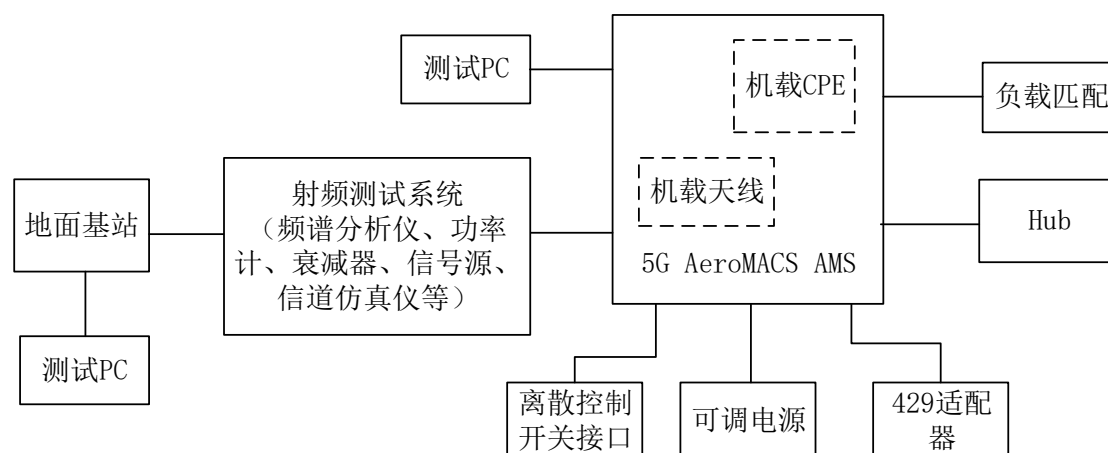 测试PC
机载CPE
负载匹配
机载天线
5G AeroMACS AMS
地面基站
射频测试系统
（频谱分析仪、功率
计、衰减器、信号源、
信道仿真仪等）
Hub
测试PC
离散控制
开关接口
可调电源
429适配
器